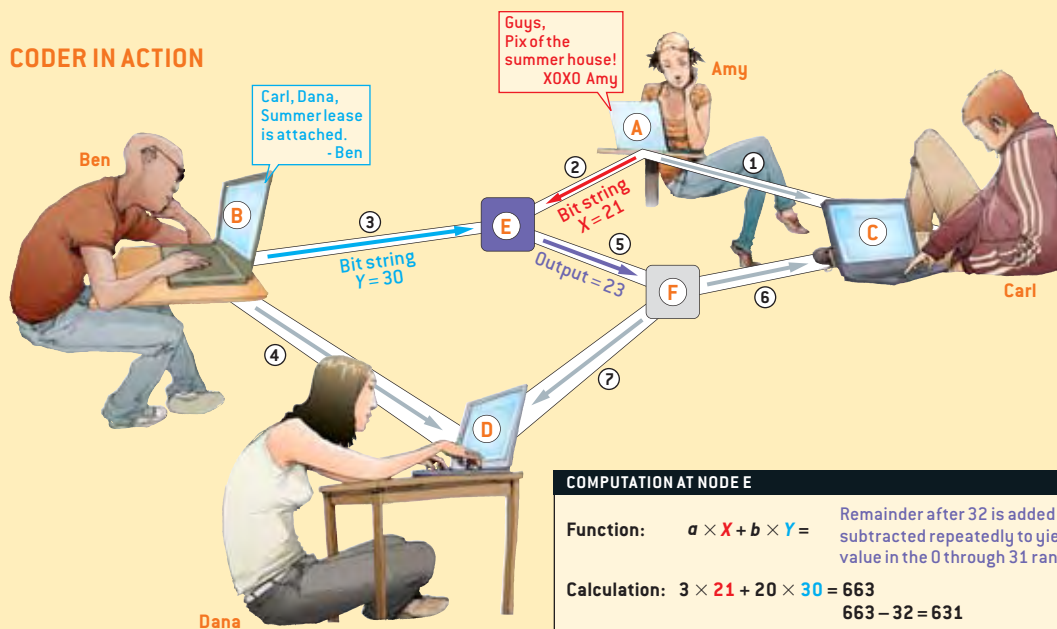 CODER IN ACTION
Guys,
Pix of the
summer house!
XOXO Amy
Amy
Carl, Dana,
Summer lease
is attached.
- Ben
Ben
A
B
C
D
E
F
1
2
3
4
5
6
7
Bit string
X = 21
Bit string
Y = 30
Output = 23
Carl
Dana
COMPUTATION AT NODE E
Function: a × X + b × Y = Remainder after 32 is added
subtracted repeatedly to
value in the 0 through 31
Calculation: 3 × 21 + 20 × 30 = 663
663 – 32 = 631